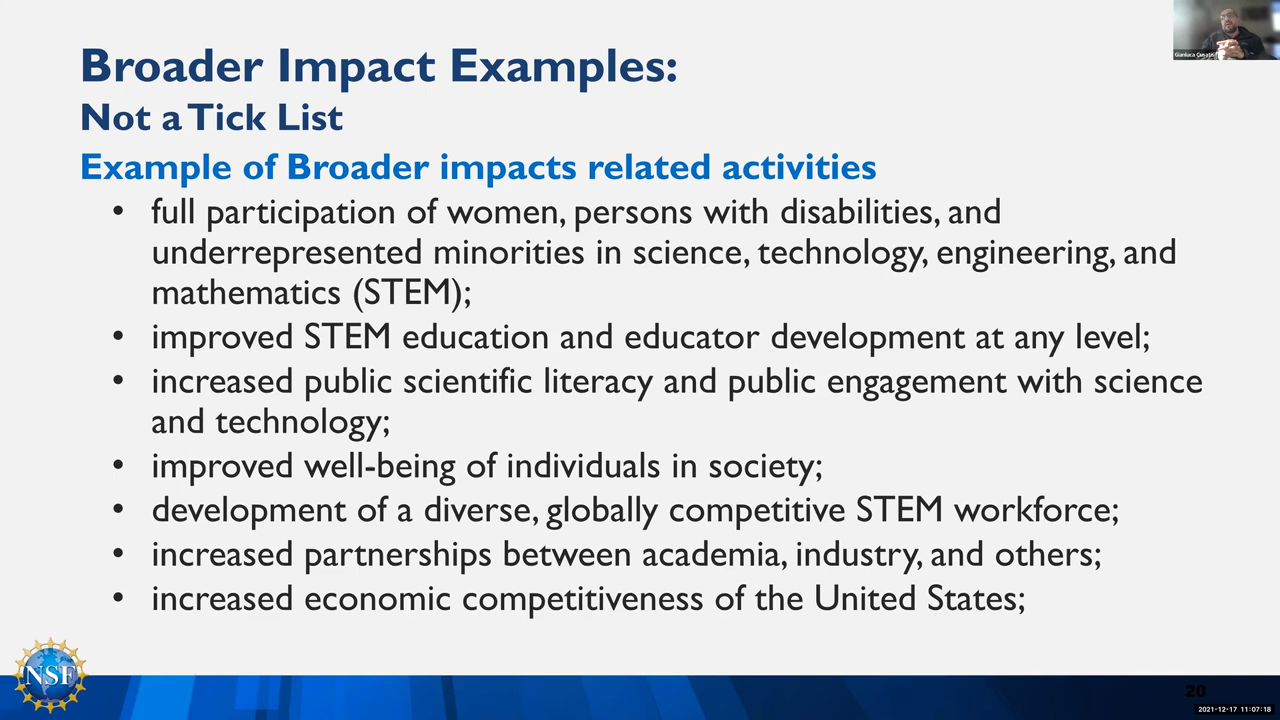 Broader Impact Examples:
Not a Tick List
Example of Broader impacts related activities
• full participation of women, persons with disabilities, and
underrepresented minorities in science, technology, engineering, and
mathematics (STEM);
• improved STEM education and educator development at any level;
• increased public scientific literacy and public engagement with science
and technology;
• improved well-being of individuals in society;
• development of a diverse, globally competitive STEM workforce;
• increased partnerships between academia, industry, and others;
• increased economic competitiveness of the United States;
NSF
20
2021-12-17 11:07:18
Gianluca